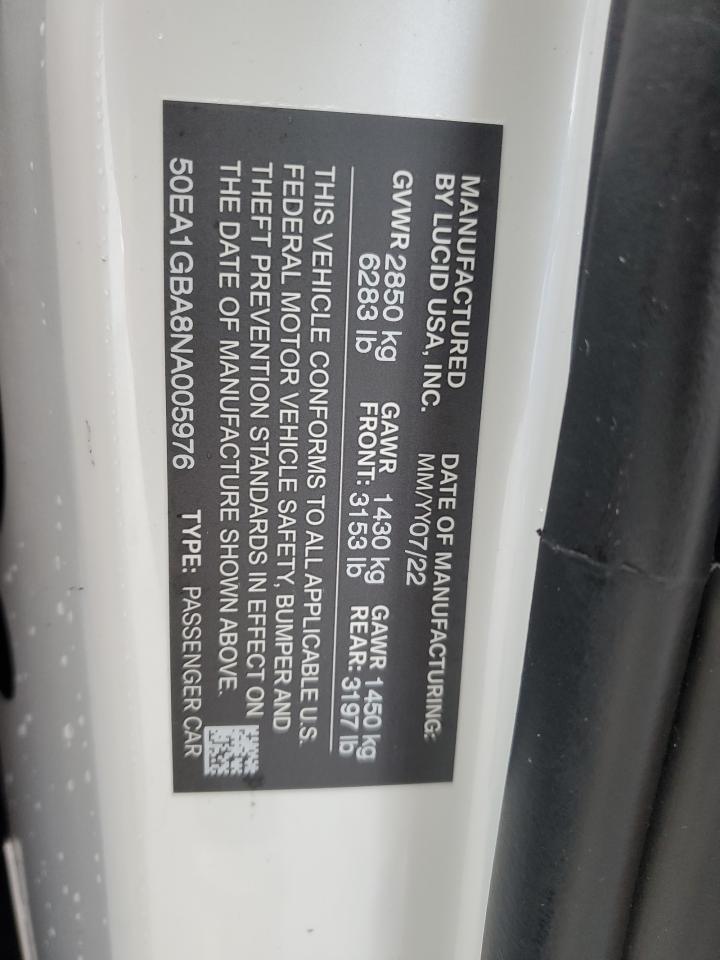 MANUFACTURED
BY LUCID USA, INC.
DATE OF MANUFACTURING:
MM/YY07/22
GVWR 2850 kg
6283 lb
GAWR 1430 kg
FRONT: 3153 lb
GAWR 1450 kg
REAR: 3197 lb
THIS VEHICLE CONFORMS TO ALL APPLICABLE U.S.
FEDERAL MOTOR VEHICLE SAFETY, BUMPER AND
THEFT PREVENTION STANDARDS IN EFFECT ON
THE DATE OF MANUFACTURE SHOWN ABOVE.
50EA1GBA8NA005976 TYPE: PASSENGER CAR